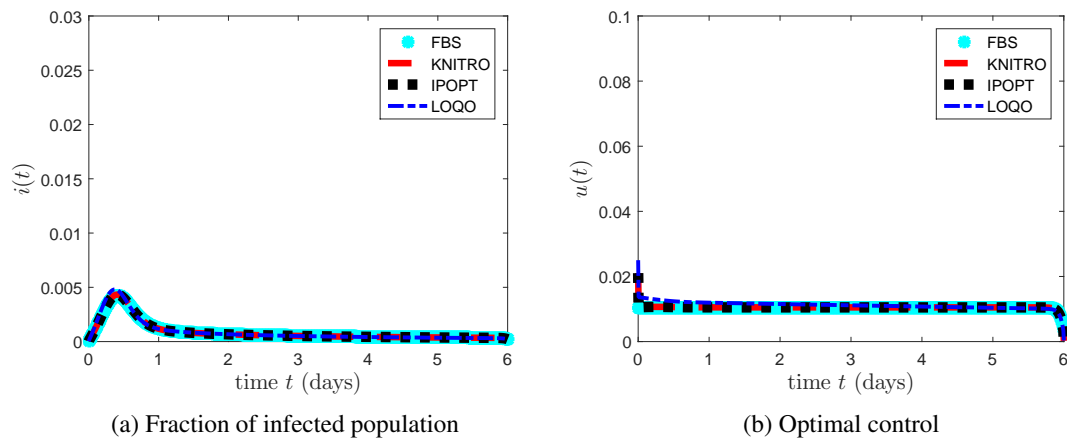 0.03
0.025
0.02
0.015
0.01
0.005
0
i(t)
0 1 2 3 4 5 6
time t (days)
FBS
KNITRO
IPOPT
LOQO
(a) Fraction of infected population
0.1
0.08
0.06
0.04
0.02
0
u(t)
0 1 2 3 4 5 6
time t (days)
FBS
KNITRO
IPOPT
LOQO
(b) Optimal control